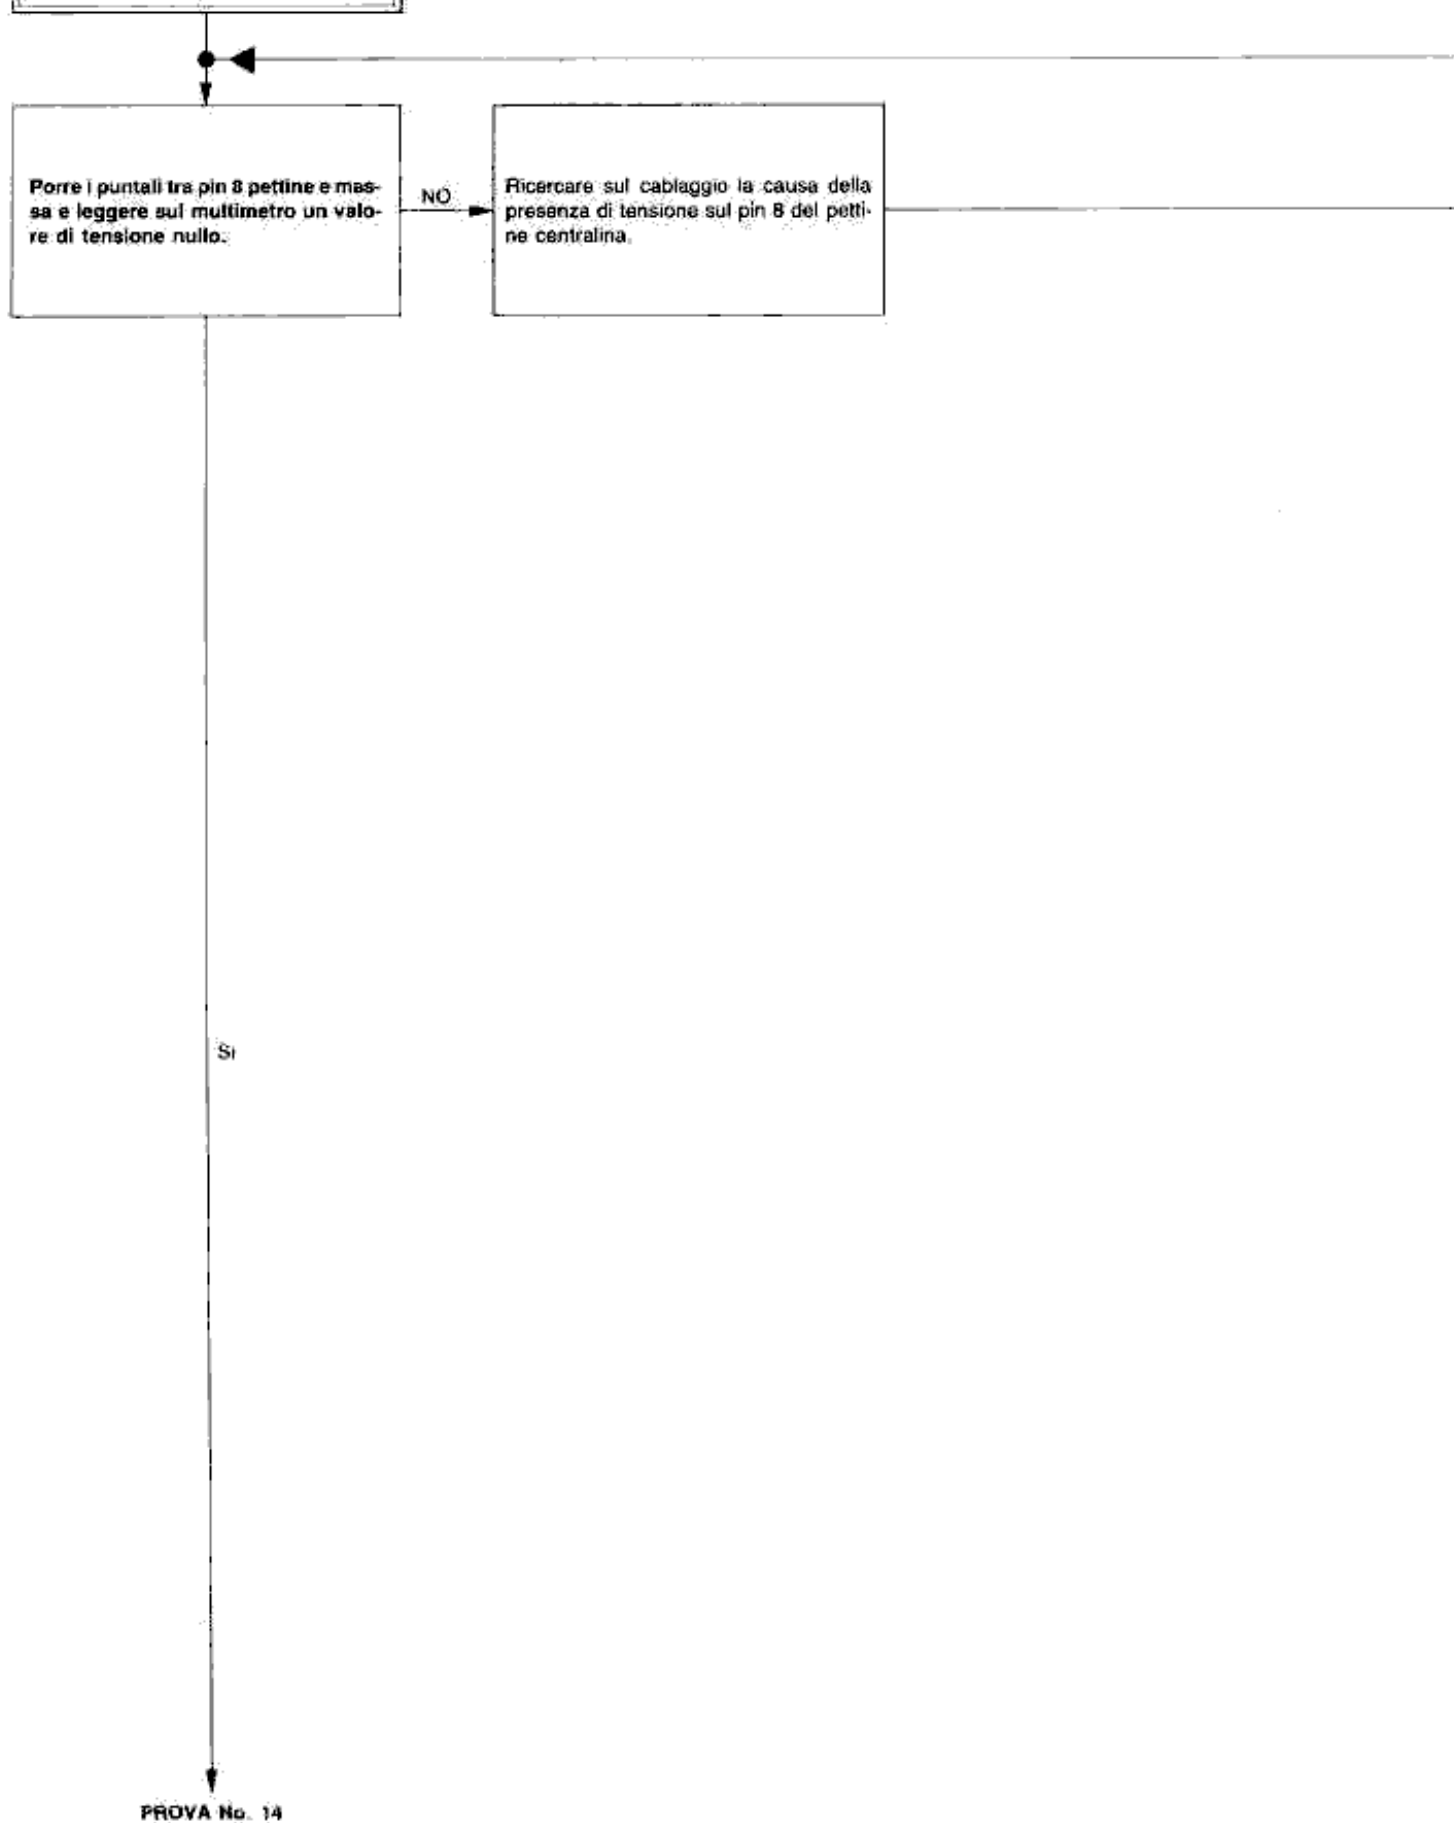 Porre i puntali tra pin 8 pettine e mas-
sa e leggere sul multimetro un valo-
re di tensione nullo.
NO
Ricercare sul cablaggio la causa della
presenza di tensione sul pin 8 del petti-
ne centralina.
SI
PROVA No. 14